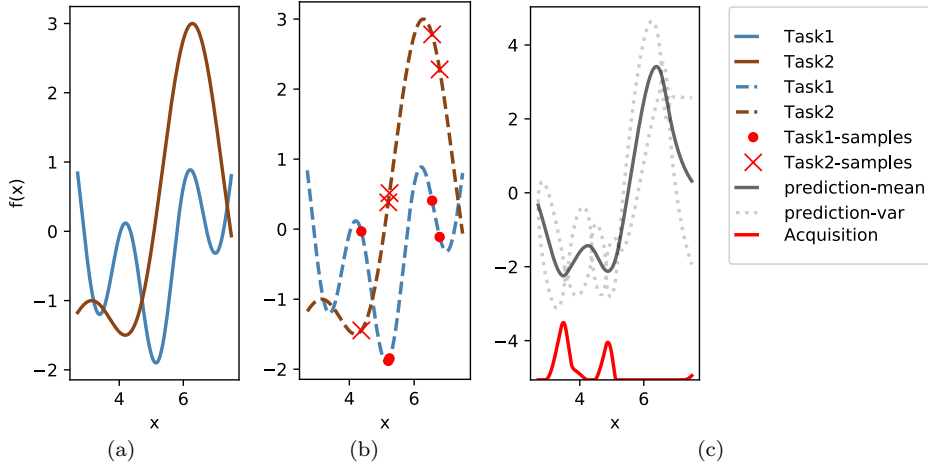 f(x)
3
2
1
0
−1
−2
4
6
x
(a)
3
2
1
0
−1
−2
4
6
x
(b)
4
2
0
−2
−4
4
6
x
(c)
Task1
Task2
Task1
Task2
Task1-samples
Task2-samples
prediction-mean
prediction-var
Acquisition